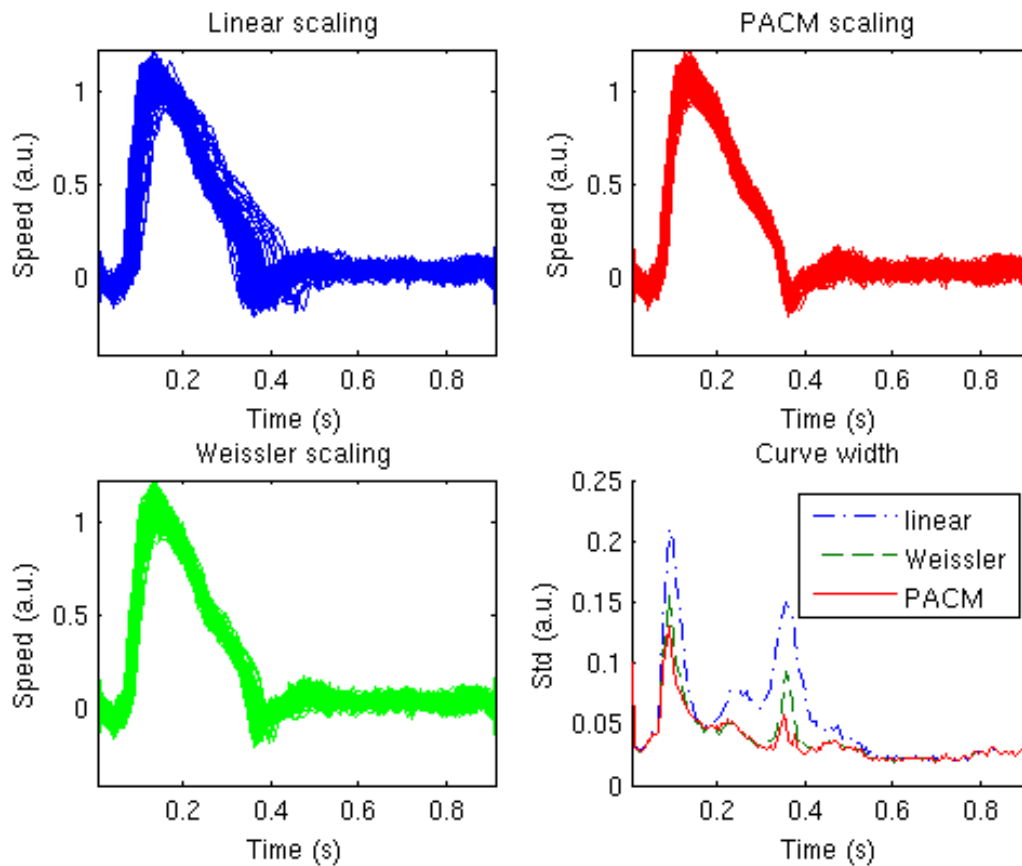 Linear scaling
Speed (a.u.)
1
0.5
0
0.2 0.4 0.6 0.8
Time (s)
PACM scaling
Speed (a.u.)
1
0.5
0
0.2 0.4 0.6 0.8
Time (s)
Weissler scaling
Speed (a.u.)
1
0.5
0
0.2 0.4 0.6 0.8
Time (s)
Curve width
Std (a.u.)
0.25
0.2
0.15
0.1
0.05
0
linear
Weissler
PACM
0.2 0.4 0.6 0.8
Time (s)